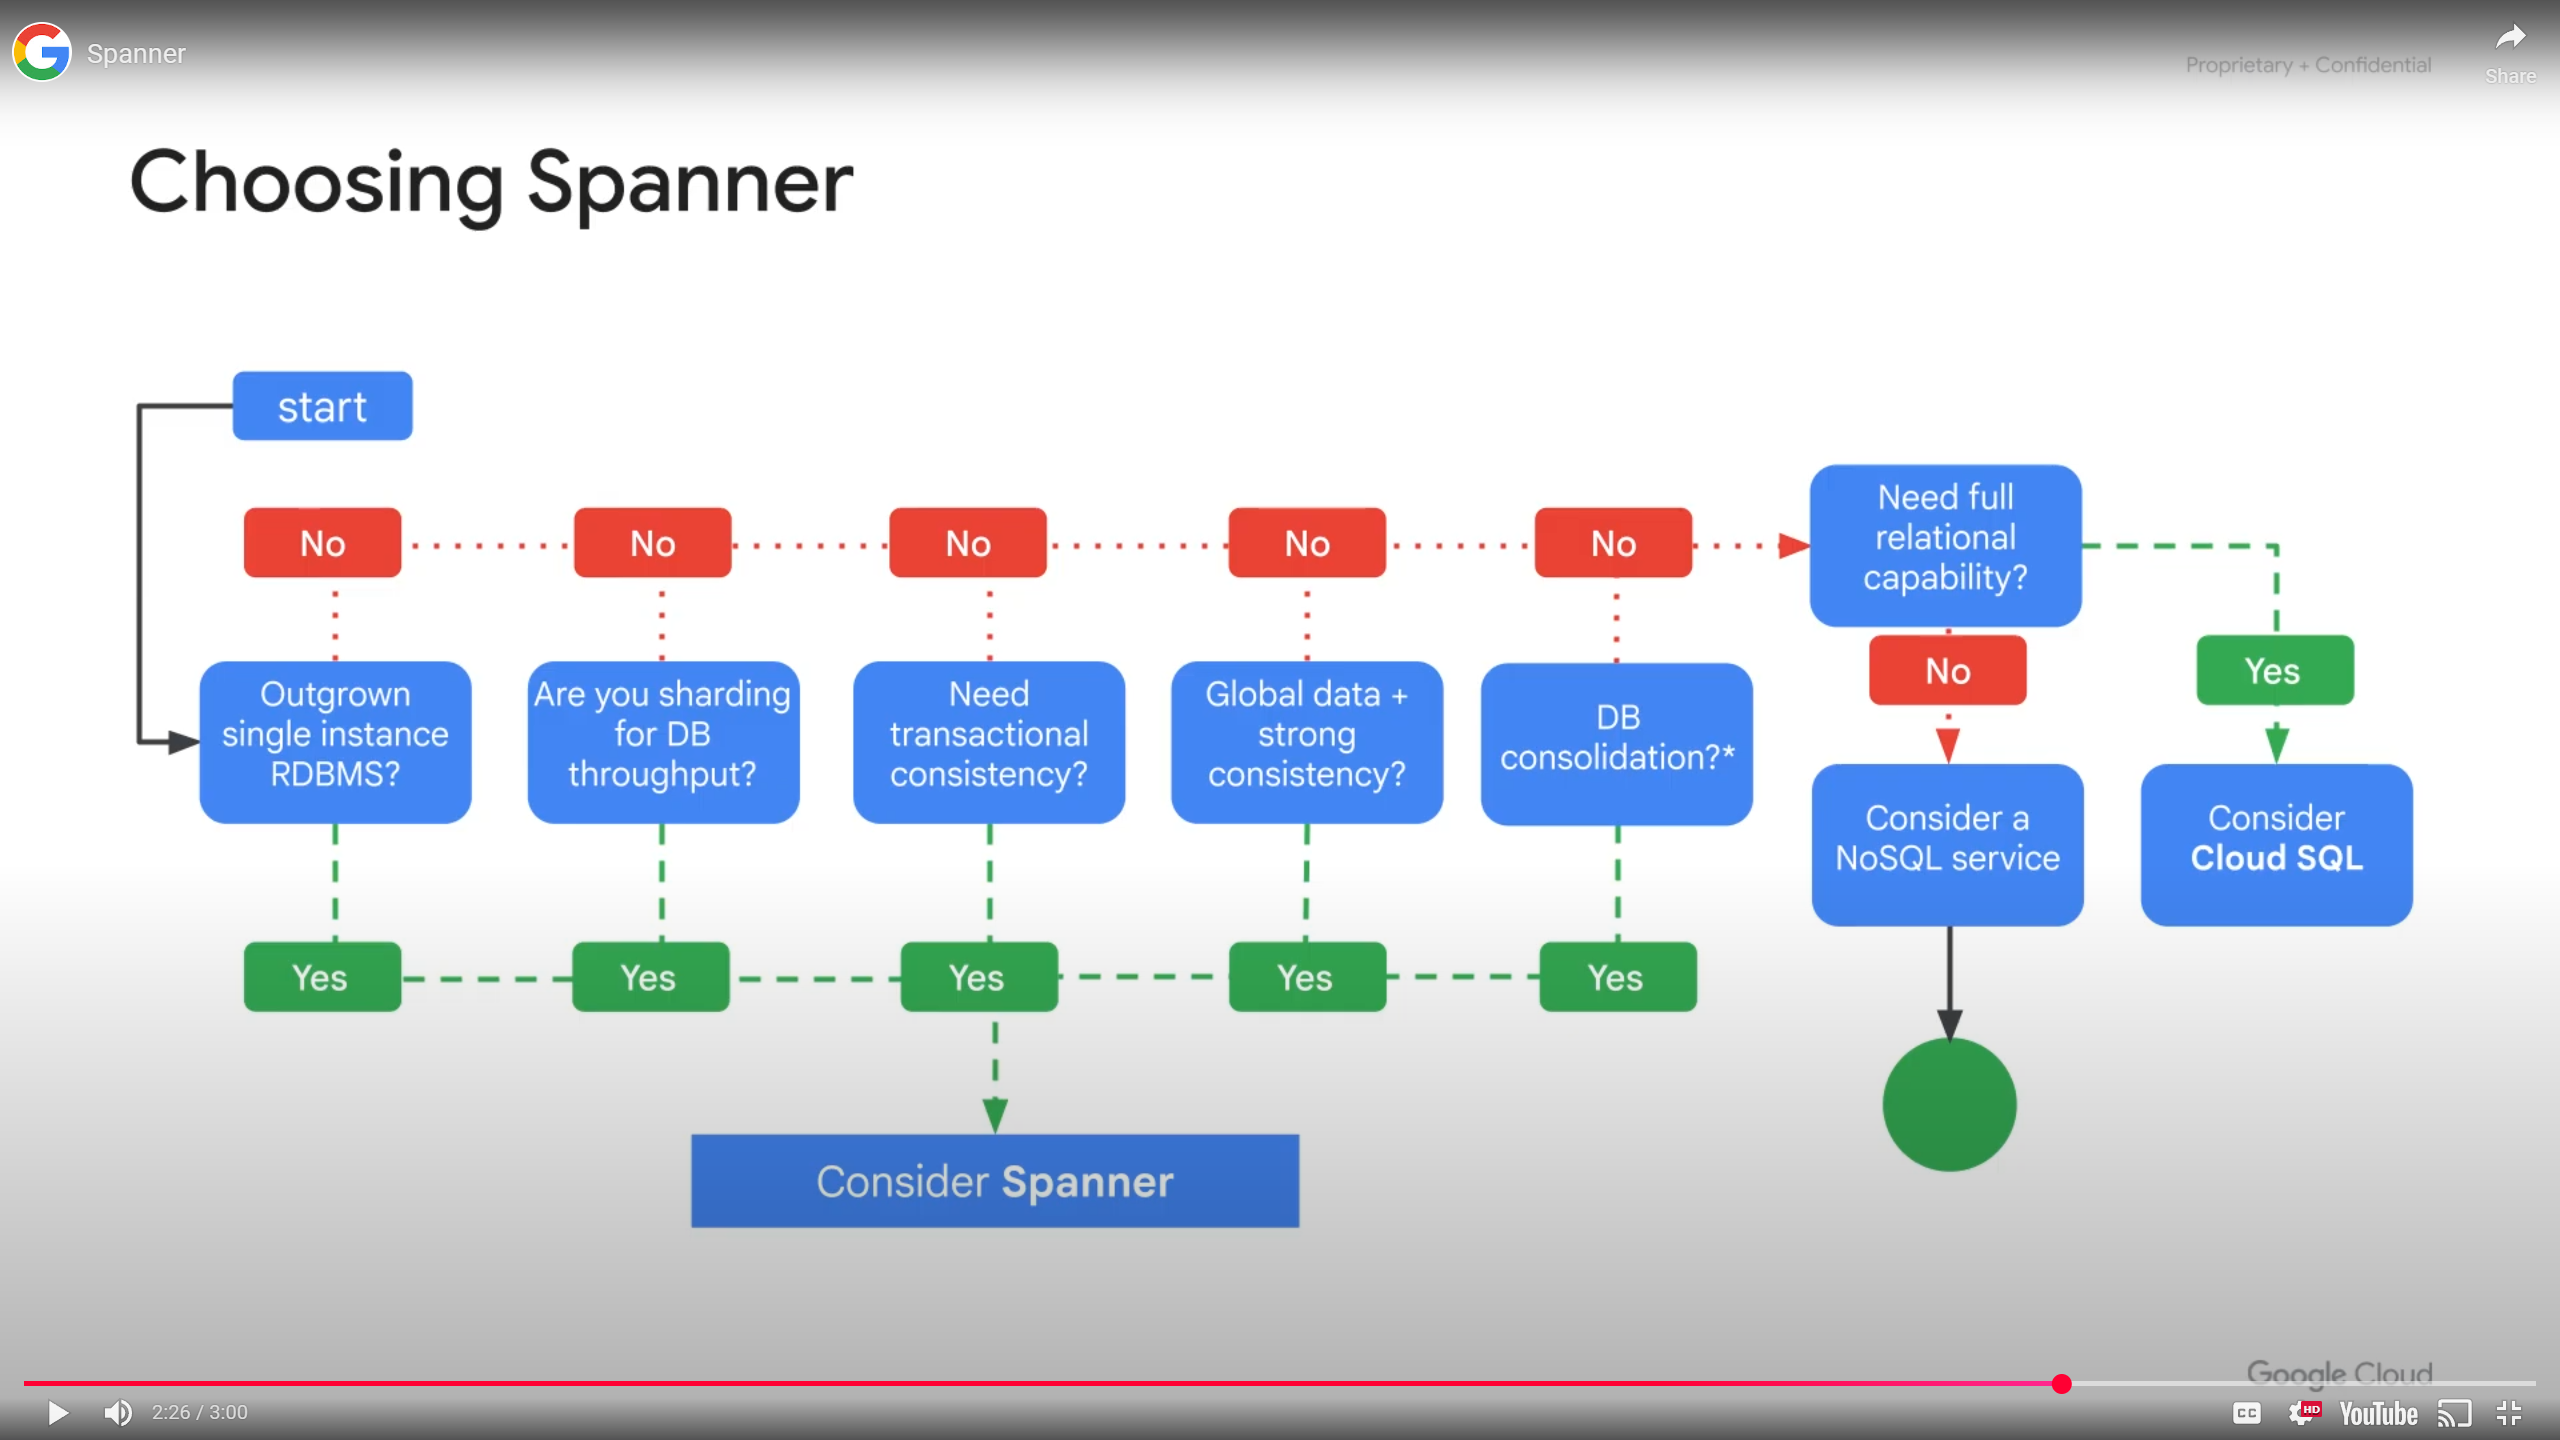 Spanner
Proprietary + Confidential
Share
Choosing Spanner
start
No
No
No
No
No
Need full
relational
capability?
No
Yes
Outgrown
single instance
RDBMS?
Are you sharding
for DB
throughput?
Need
transactional
consistency?
Global data +
strong
consistency?
DB
consolidation?*
Consider a
NoSQL service
Consider
Cloud SQL
Yes
Yes
Yes
Yes
Yes
Consider Spanner
Google Cloud
2:26 / 3:00
CC
HD
YouTube